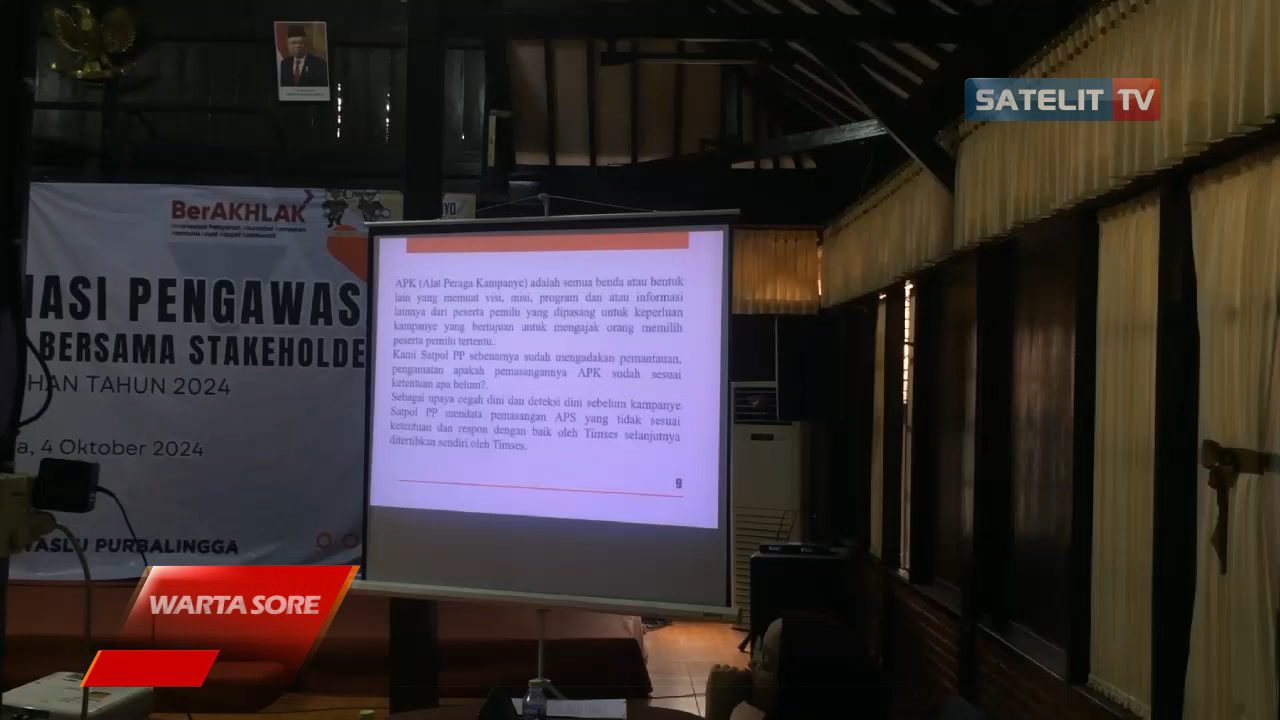 SATELIT TV
BerAKHLAK
IASI PENGAWAS
BERSAMA STAKEHOLDE
HAN TAHUN 2024
a, 4 Oktober 2024
PURBALINGGA
APK (Alat Peraga Kampanye) adalah semua benda atau bentuk
lain yang memuat visi, misi, program dan atau informasi
lainnya dari peserta pemilu yang dipasang untuk keperluan
kampanye yang bertujuan untuk mengajak orang memilih
peserta pemilu tertentu.
Kami Satpol PP sebenarnya sudah mengadakan pemantauan,
pengamatan apakah pemasangannya APK sudah sesuai
ketentuan apa belum?.
Sebagai upaya cegah dini dan deteksi dini sebelum kampanye
Satpol PP mendata pemasangan APS yang tidak sesuai
ketentuan dan respon dengan baik oleh Timses selanjutnya
ditertibkan sendiri oleh Timses.
9
WARTA SORE